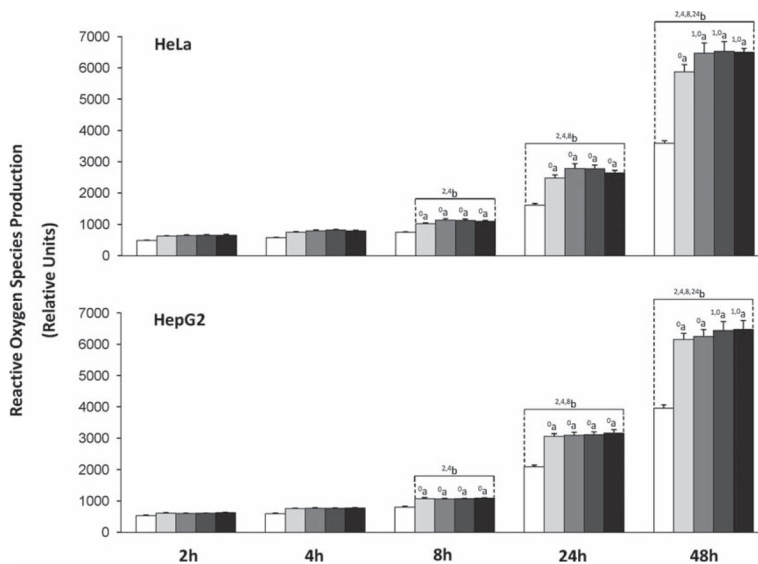 2,4,8,24b
7000
HeLa
1,0a 1,0a 1,0a
0a
6000
5000
4000
2,4,8b
3000
0a 0a 0a 0a
2,4b
2000
0a 0a 0a 0a
1000
0
Reactive Oxygen Species Production
(Relative Units)
2,4,8,24b
7000
HepG2
0a 0a 1,0a 1,0a
6000
5000
4000
2,4,8b
3000
0a 0a 0a 0a
2,4b
2000
0a 0a 0a 0a
1000
0
2h 4h 8h 24h 48h